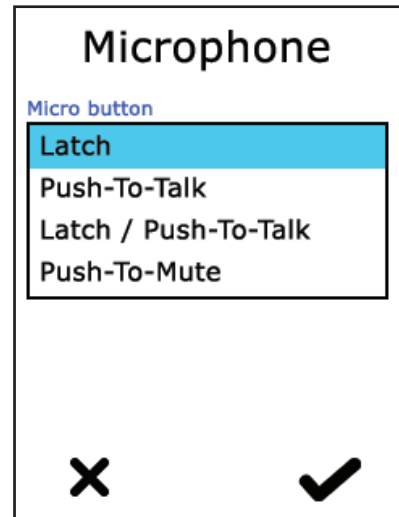 Microphone
Micro button
Latch
Push-To-Talk
Latch / Push-To-Talk
Push-To-Mute